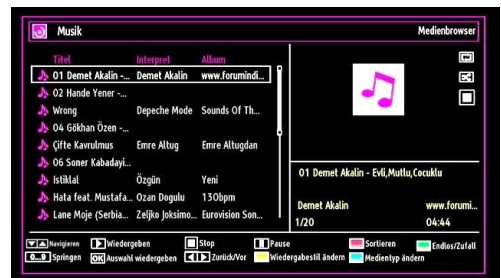 Musik
Medienbrowser
Titel Interpret Album
01 Demet Akalin -... Demet Akalin www.forumindi...
02 Hande Yener -...
Wrong Depeche Mode Sounds Of Th...
04 Gökhan Özen -...
Çifte Kavrulmus Emre Altug Emre Altugdan
06 Soner Kabadayi...
Istiklal Özgün Yeni
Hata feat. Mustafa... Ozan Dogulu 130bpm
Lane Moje (Serbia... Zeljko Joksimo... Eurovision Son...
01 Demet Akalin - Evli,Mutlu,Cocuklu
Demet Akalin www.forumi...
1/20 04:44
Navigieren Wiedergeben Stop Pause Sortieren Endlos/Zufall
0...9 Springen OK Auswahl wiedergeben Zurück/Vor Wiedergabestil ändern Medientyp ändern